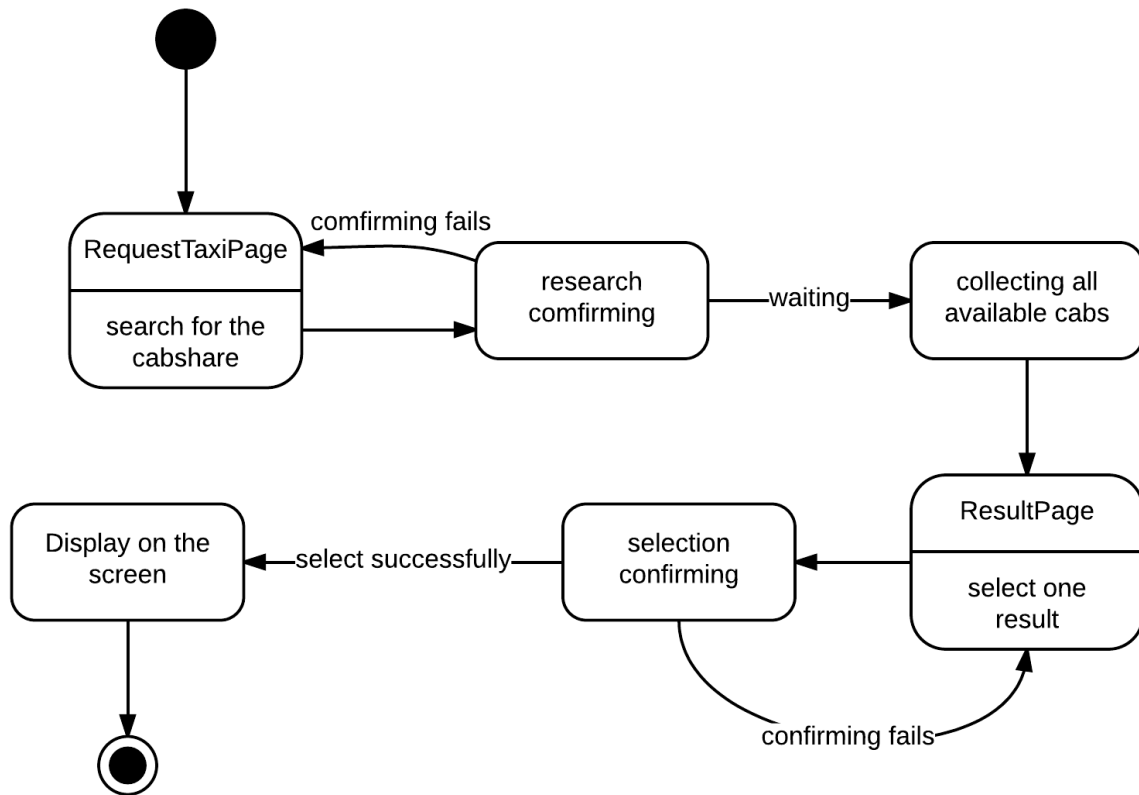 comfirming fails
RequestTaxiPage
search for the
cabshare
research
comfirming
waiting
collecting all
available cabs
ResultPage
select one
result
selection
confirming
confirming fails
select successfully
Display on the
screen